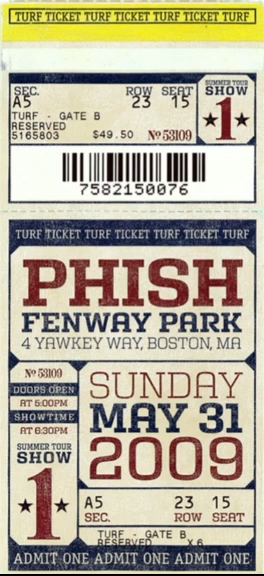 TURF TICKET TURF TICKET TURF TICKET TURF
SEC. ROW SEAT
A5 23 15
TURF - GATE B
RESERVED
5165803 $49.50 No 53109
SUMMER TOUR
SHOW
1
7582150076
TURF TICKET TURF TICKET TURF TICKET TURF
PHISH
FENWAY PARK
4 YAWKEY WAY, BOSTON, MA
No 53109
DOORS OPEN
AT 5:00PM
SHOWTIME
AT 6:30PM
SUMMER TOUR
SHOW
1
SUNDAY
MAY 31
2009
A5 23 15
SEC. ROW SEAT
TURF - GATE B
RESERVED X 6
ADMIT ONE ADMIT ONE ADMIT ONE